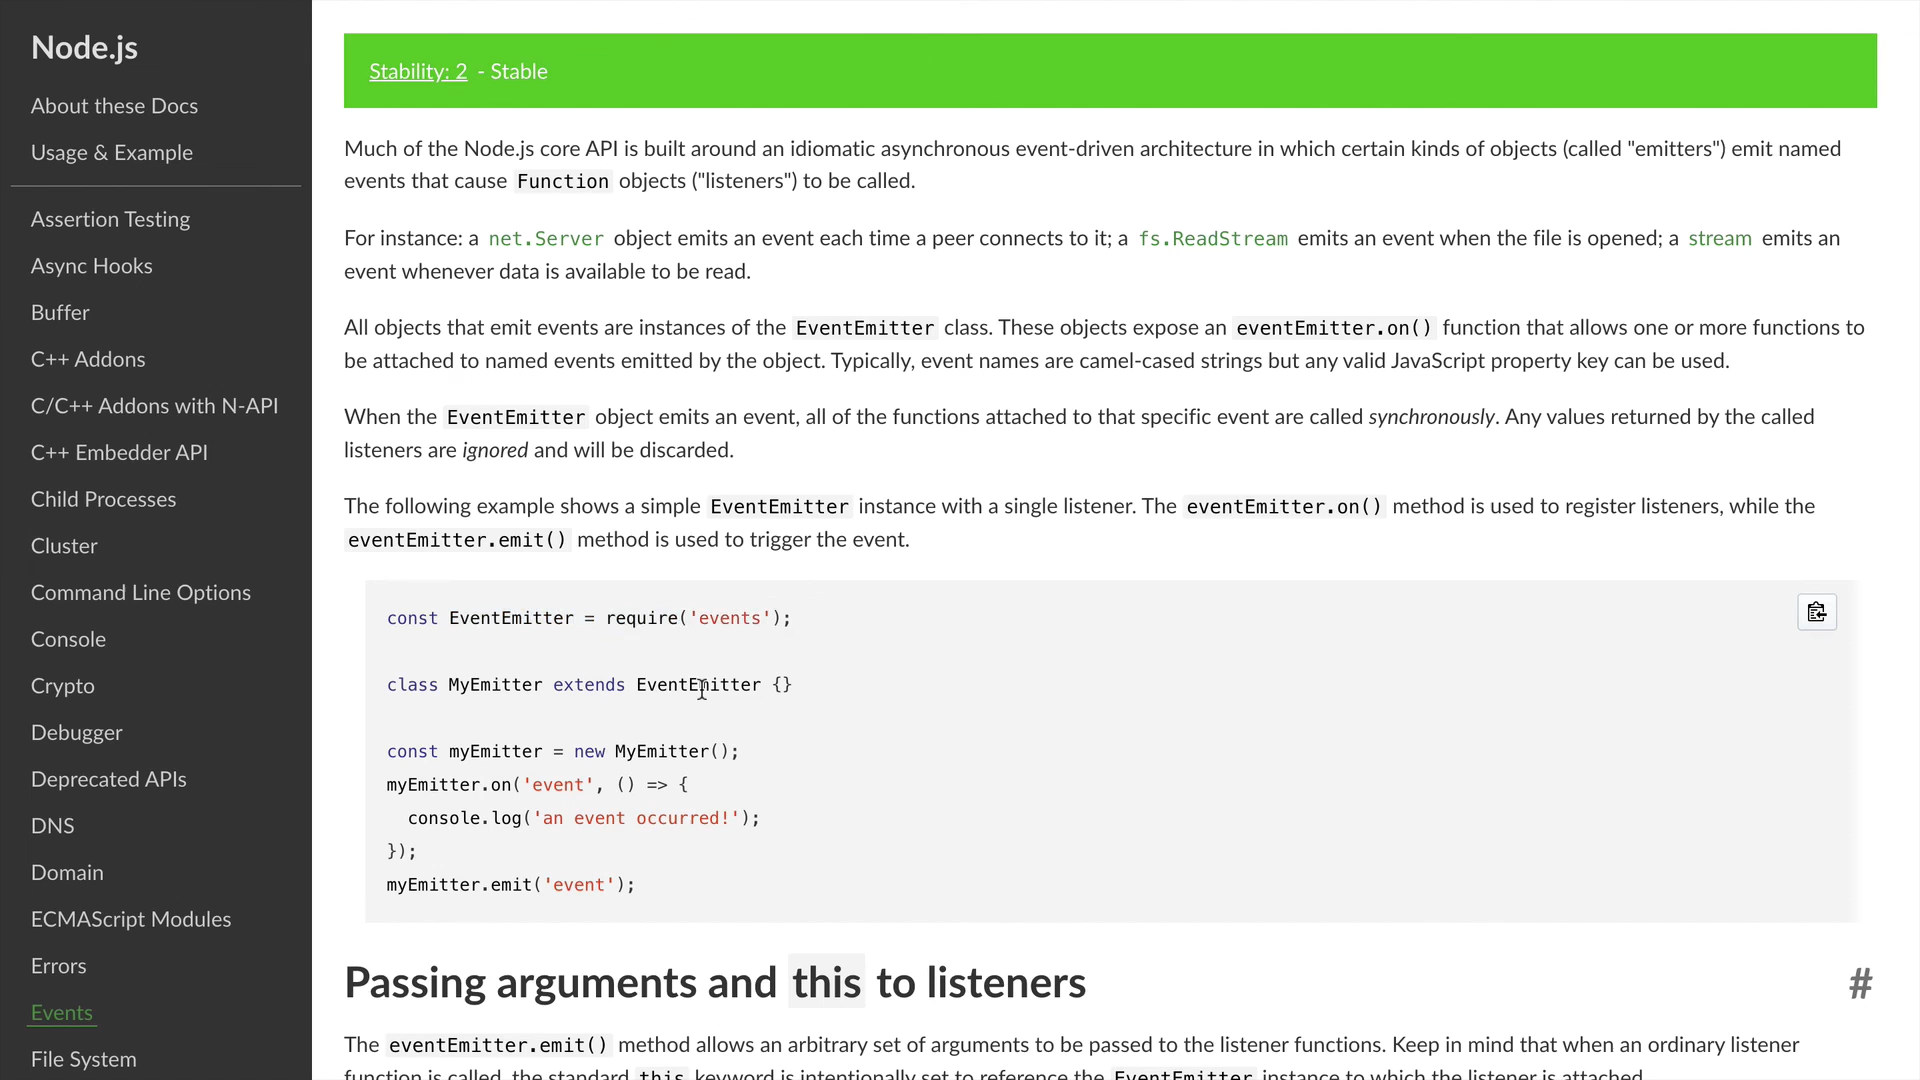 Node.js
About these Docs
Usage & Example
Assertion Testing
Async Hooks
Buffer
C++ Addons
C/C++ Addons with N-API
C++ Embedder API
Child Processes
Cluster
Command Line Options
Console
Crypto
Debugger
Deprecated APIs
DNS
Domain
ECMAScript Modules
Errors
Events
File System
Stability: 2 - Stable
Much of the Node.js core API is built around an idiomatic asynchronous event-driven architecture in which certain kinds of objects (called "emitters") emit named
events that cause Function objects ("listeners") to be called.
For instance: a net.Server object emits an event each time a peer connects to it; a fs.ReadStream emits an event when the file is opened; a stream emits an
event whenever data is available to be read.
All objects that emit events are instances of the EventEmitter class. These objects expose an eventEmitter.on() function that allows one or more functions to
be attached to named events emitted by the object. Typically, event names are camel-cased strings but any valid JavaScript property key can be used.
When the EventEmitter object emits an event, all of the functions attached to that specific event are called synchronously. Any values returned by the called
listeners are ignored and will be discarded.
The following example shows a simple EventEmitter instance with a single listener. The eventEmitter.on() method is used to register listeners, while the
eventEmitter.emit() method is used to trigger the event.
const EventEmitter = require('events');
class MyEmitter extends EventEmitter {}
const myEmitter = new MyEmitter();
myEmitter.on('event', () => {
  console.log('an event occurred!');
});
myEmitter.emit('event');
Passing arguments and this to listeners #
The eventEmitter.emit() method allows an arbitrary set of arguments to be passed to the listener functions. Keep in mind that when an ordinary listener
function is called, the standard this keyword is intentionally set to reference the EventEmitter instance to which the listener is attached.